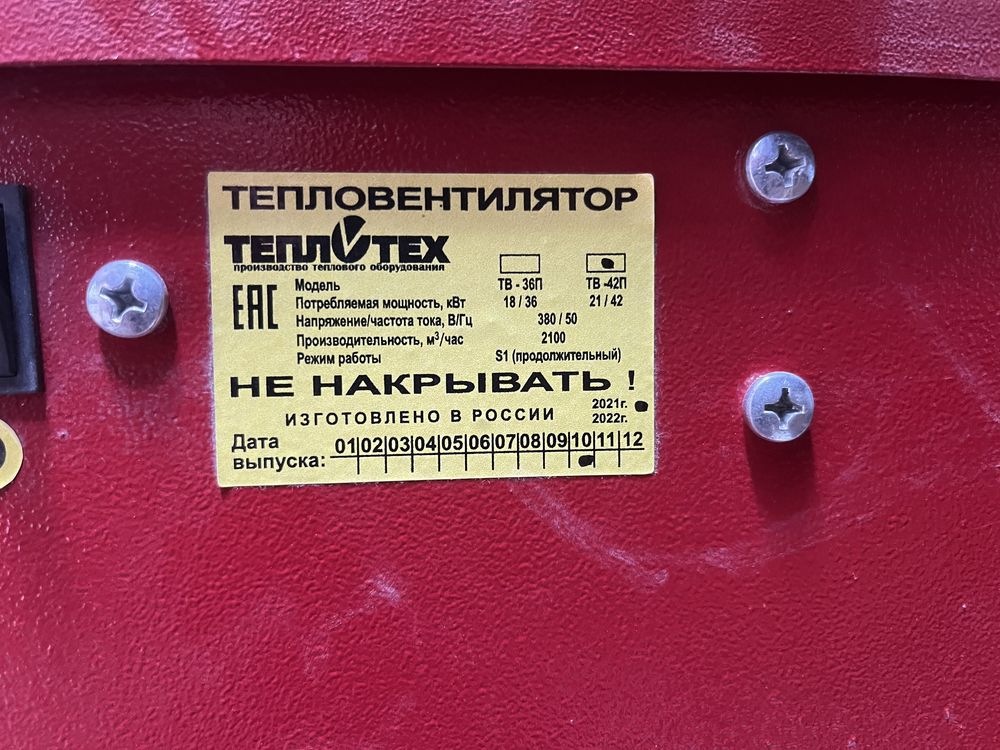 ТЕПЛОВЕНТИЛЯТОР
ТЕПЛОТЕХ
производство теплового оборудования
EAC
Модель ТВ - 36П ТВ -42П
Потребляемая мощность, кВт 18 / 36 21 / 42
Напряжение/частота тока, В/Гц 380 / 50
Производительность, м³/час 2100
Режим работы S1 (продолжительный)
НЕ НАКРЫВАТЬ !
ИЗГОТОВЛЕНО В РОССИИ 2021г.
2022г.
Дата выпуска: 01 02 03 04 05 06 07 08 09 10 11 12